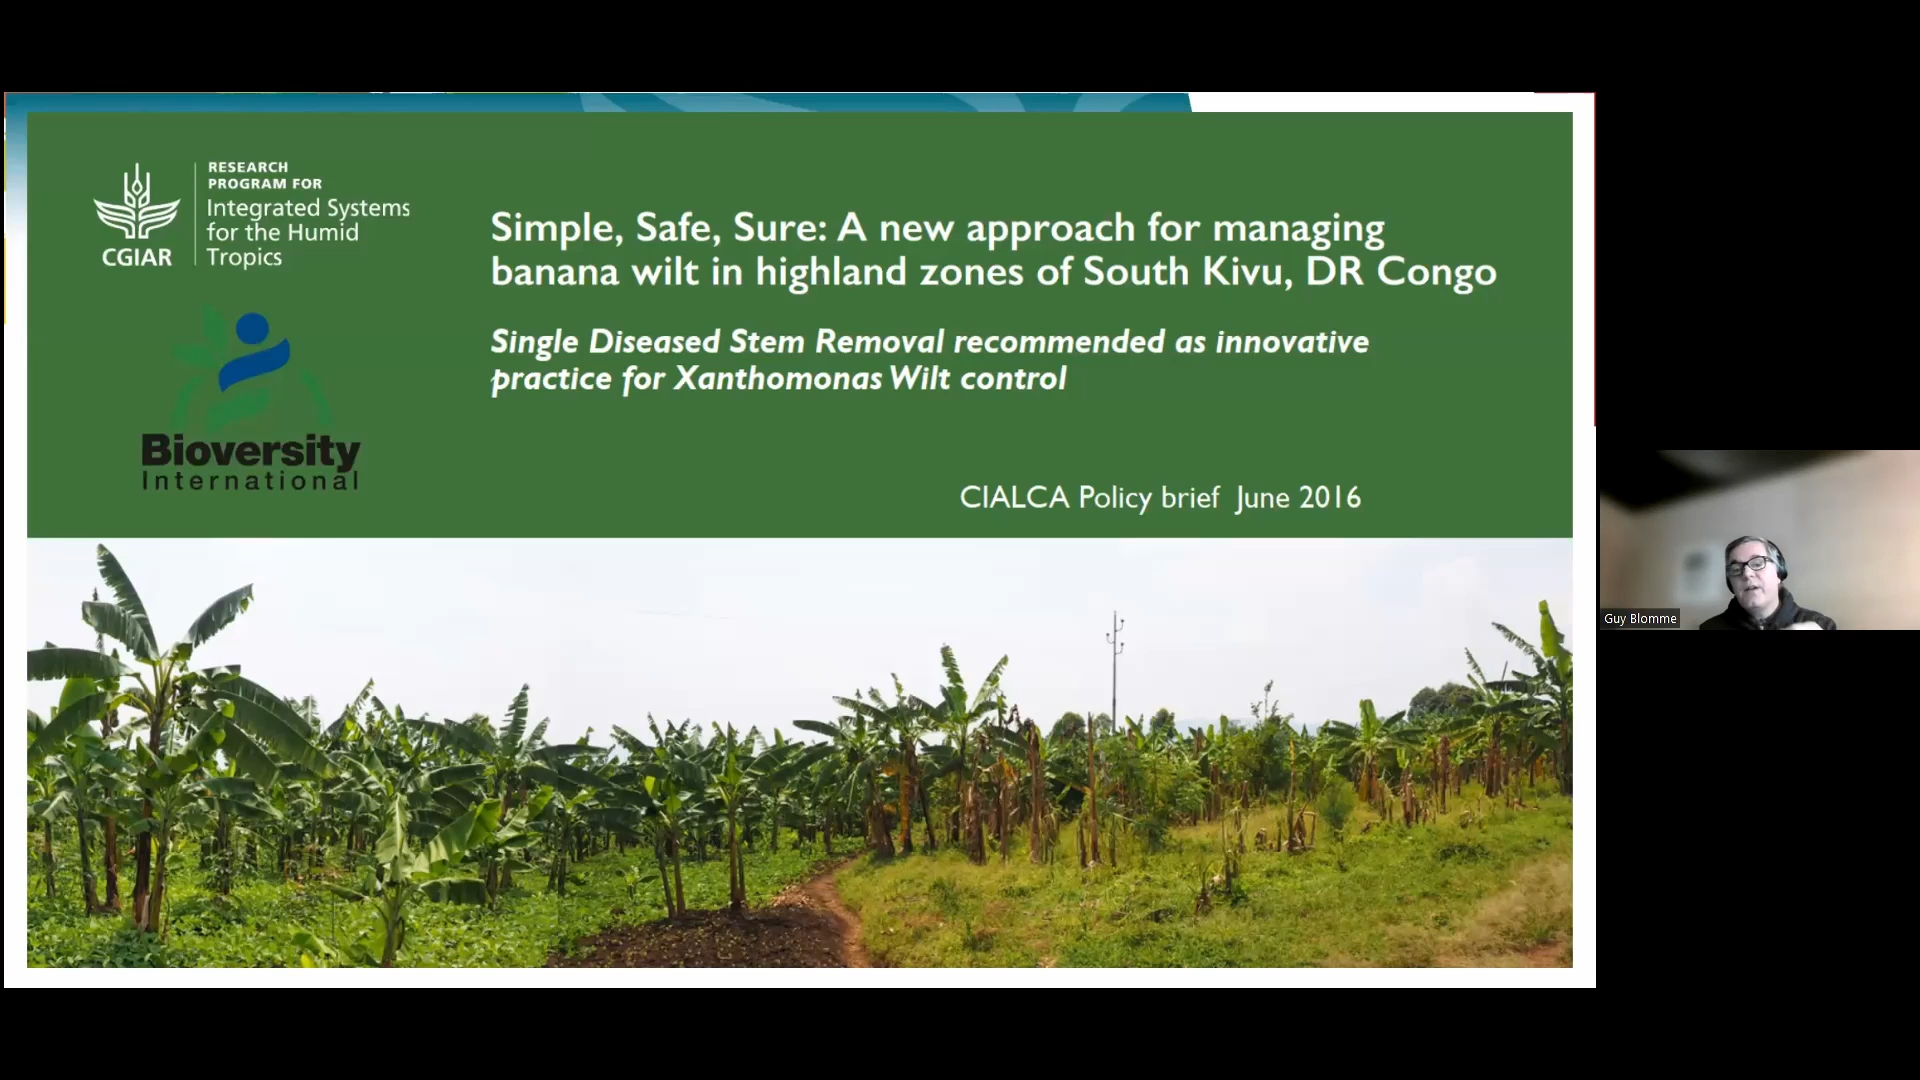 RESEARCH
PROGRAM FOR
Integrated Systems
for the Humid
Tropics
CGIAR
Simple, Safe, Sure: A new approach for managing
banana wilt in highland zones of South Kivu, DR Congo
Single Diseased Stem Removal recommended as innovative
practice for Xanthomonas Wilt control
Bioversity
International
CIALCA Policy brief June 2016
Guy Blomme